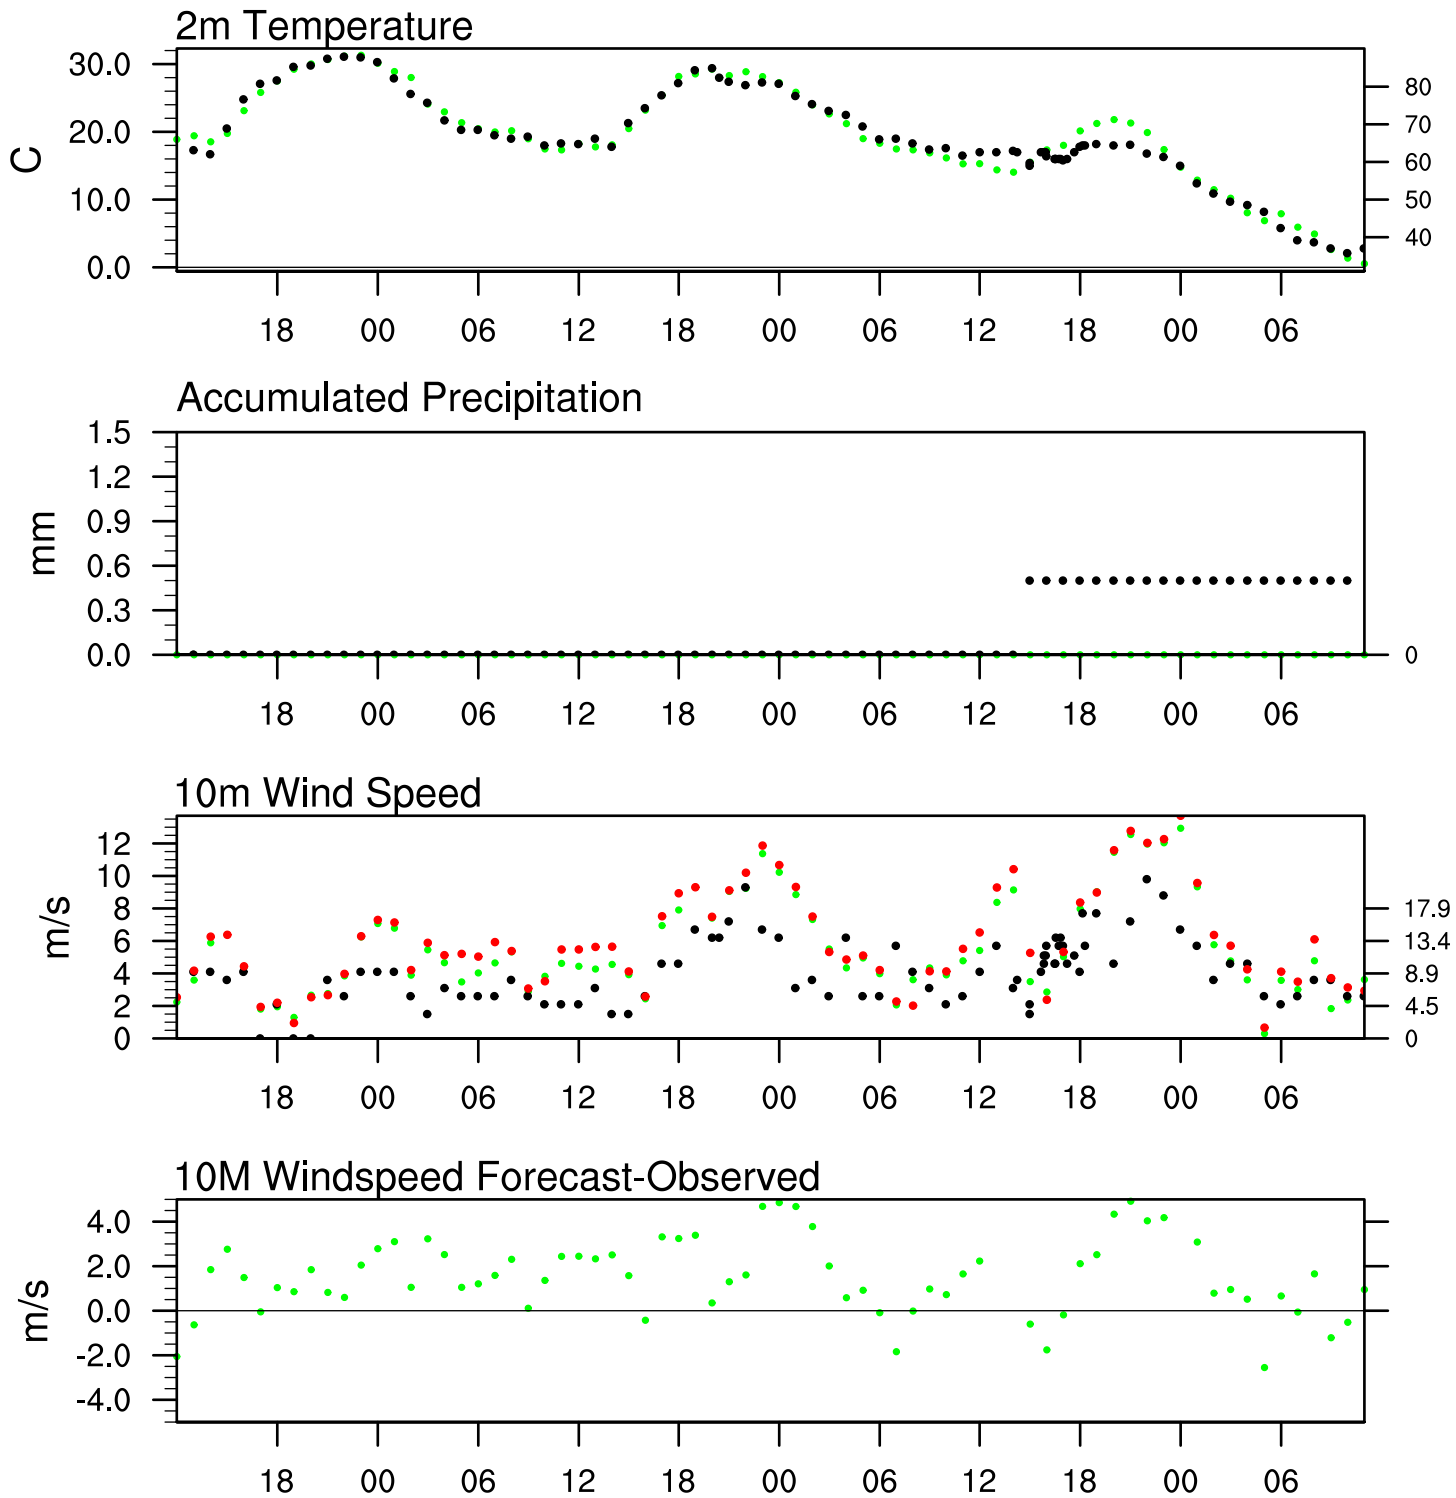 2m Temperature
30.0
20.0
10.0
0.0
C
80
70
60
50
40
18 00 06 12 18 00 06 12 18 00 06
Accumulated Precipitation
1.5
1.2
0.9
0.6
0.3
0.0
mm
0
18 00 06 12 18 00 06 12 18 00 06
10m Wind Speed
12
10
8
6
4
2
0
m/s
17.9
13.4
8.9
4.5
0
18 00 06 12 18 00 06 12 18 00 06
10M Windspeed Forecast-Observed
4.0
2.0
0.0
-2.0
-4.0
m/s
18 00 06 12 18 00 06 12 18 00 06